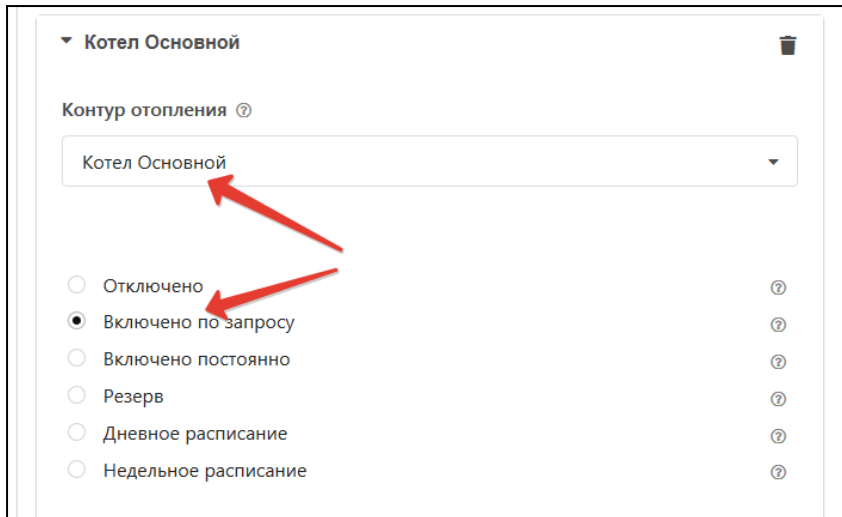 Котел Основной
Контур отопления
Котел Основной
Отключено
Включено по запросу
Включено постоянно
Резерв
Дневное расписание
Недельное расписание